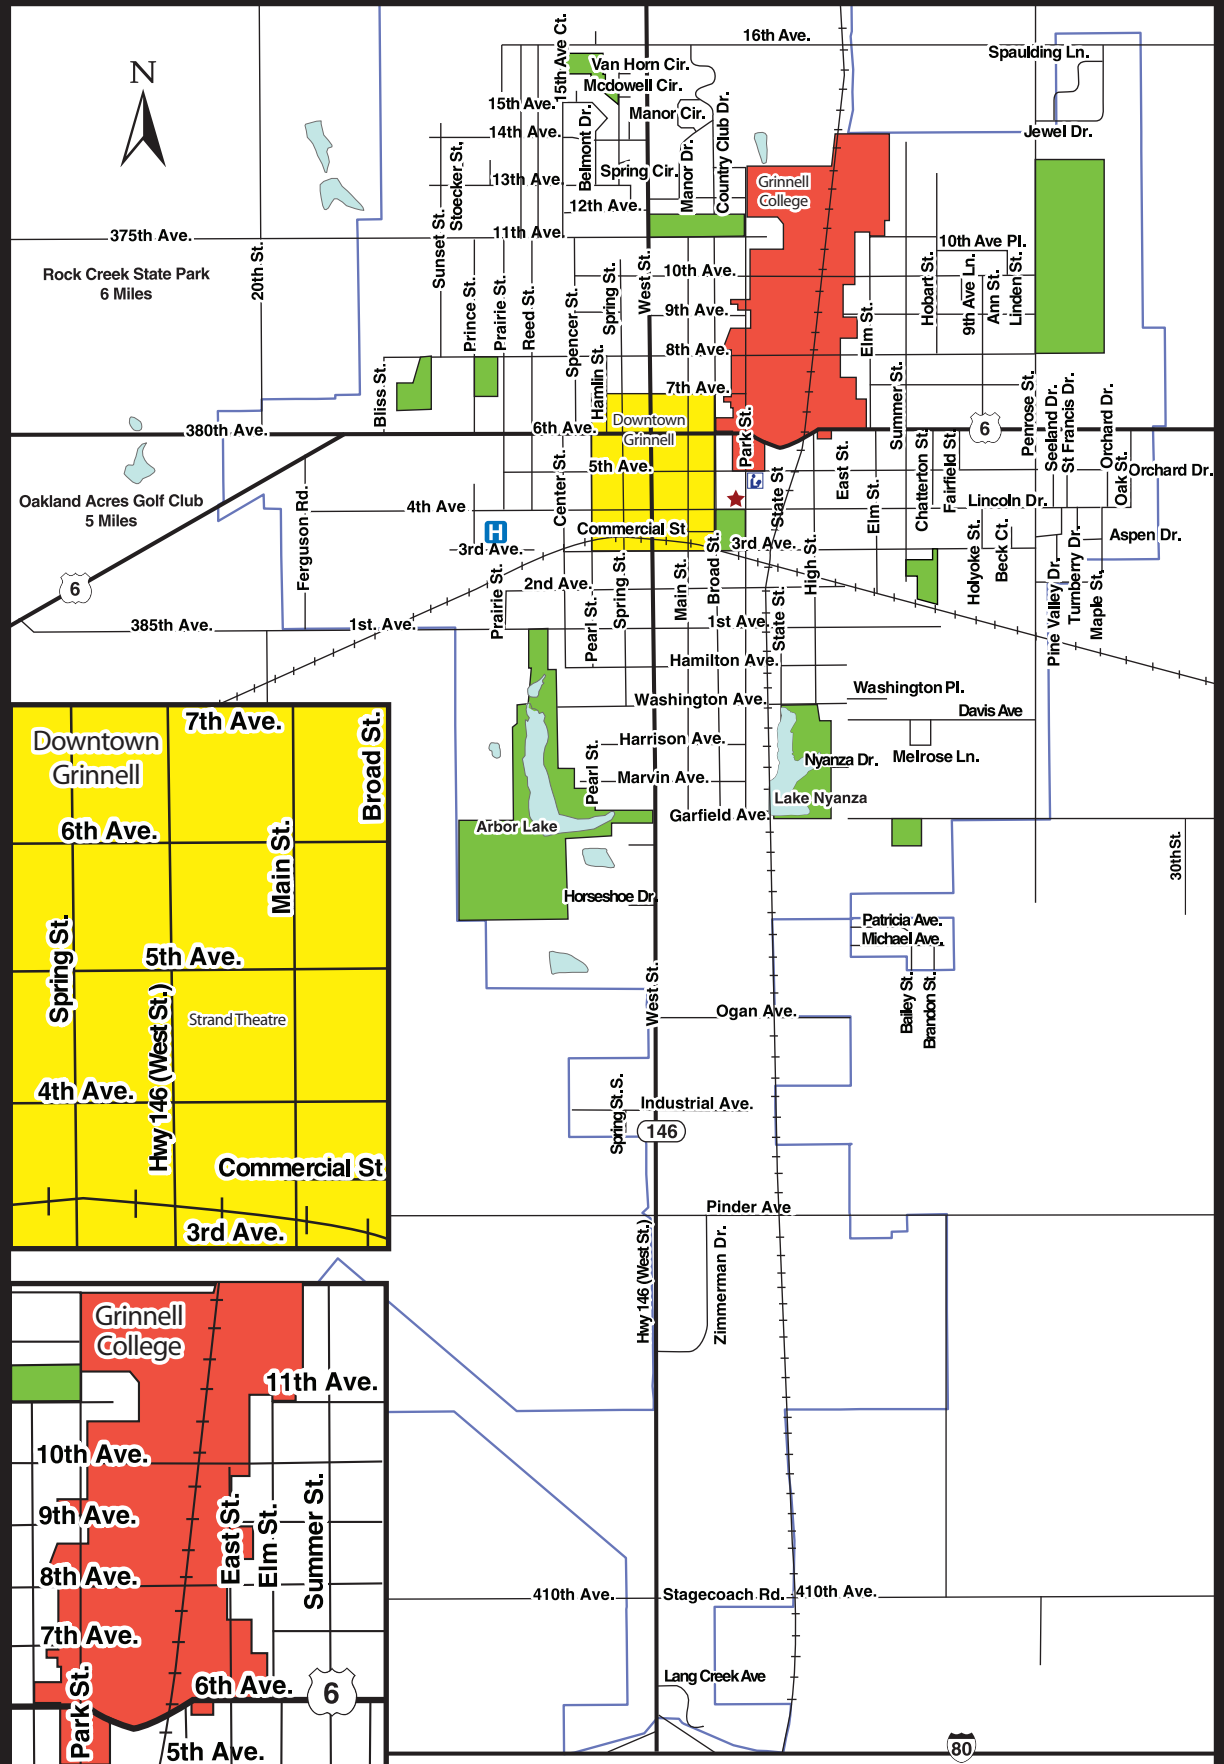 N
16th Ave.
15th Ave Ct.
Van Horn Cir.
Mcdowell Cir.
Spaulding Ln.
15th Ave.
Manor Cir.
14th Ave.
Jewel Dr.
Belmont Dr.
Country Club Dr.
Stoecker St.
Spring Cir.
Manor Dr.
13th Ave.
Grinnell
College
12th Ave.
Sunset St.
375th Ave.
11th Ave.
10th Ave Pl.
20th St.
Rock Creek State Park
6 Miles
10th Ave.
West St.
Spring St.
Hobart St.
9th Ave Ln.
Ann St.
Linden St.
Prince St.
Prairie St.
Reed St.
Spencer St.
9th Ave.
Elm St.
8th Ave.
Bliss St.
Hamlin St.
7th Ave.
Summer St.
Penrose St.
Seeland Dr.
St Francis Dr.
Orchard Dr.
380th Ave.
6th Ave.
Downtown
Grinnell
Park St.
6
5th Ave.
Center St.
East St.
Elm St.
Chatterton St.
Fairfield St.
Oak St.
Orchard Dr.
Oakland Acres Golf Club
5 Miles
Ferguson Rd.
4th Ave
State St
Lincoln Dr.
H
Commercial St
3rd Ave.
3rd Ave.
Aspen Dr.
Holyoke St.
Beck Ct.
6
2nd Ave.
Prairie St.
Pearl St.
Spring St.
Main St.
Broad St.
State St.
High St.
Pine Valley Dr.
Turnberry Dr.
Maple St.
385th Ave.
1st. Ave.
1st Ave.
Hamilton Ave.
Washington Ave.
Washington Pl.
Davis Ave
Harrison Ave.
Nyanza Dr.
Melrose Ln.
Pearl St.
Marvin Ave.
Lake Nyanza
Arbor Lake
Garfield Ave.
30th St.
Horseshoe Dr.
Patricia Ave.
Michael Ave.
West St.
Bailey St.
Brandon St.
Ogan Ave.
Spring St. S.
Industrial Ave.
146
Pinder Ave
Hwy 146 (West St.)
Zimmerman Dr.
410th Ave.
Stagecoach Rd.
410th Ave.
Lang Creek Ave
80
7th Ave.
Broad St.
Downtown
Grinnell
6th Ave.
Main St.
Spring St.
5th Ave.
Hwy 146 (West St.)
Strand Theatre
4th Ave.
Commercial St
3rd Ave.
Grinnell
College
11th Ave.
10th Ave.
9th Ave.
East St.
Elm St.
Summer St.
8th Ave.
7th Ave.
Park St.
6th Ave.
6
5th Ave.